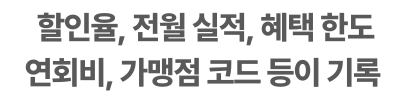 할인율, 전월 실적, 혜택 한도
연회비, 가맹점 코드 등이 기록